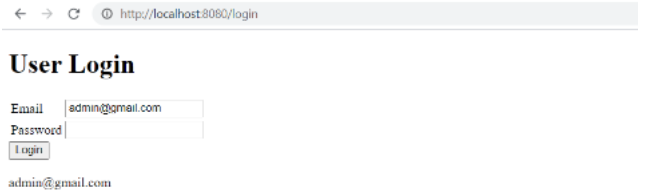 http://localhost:8080/login
User Login
Email admin@gmail.com
Password
Login
admin@gmail.com